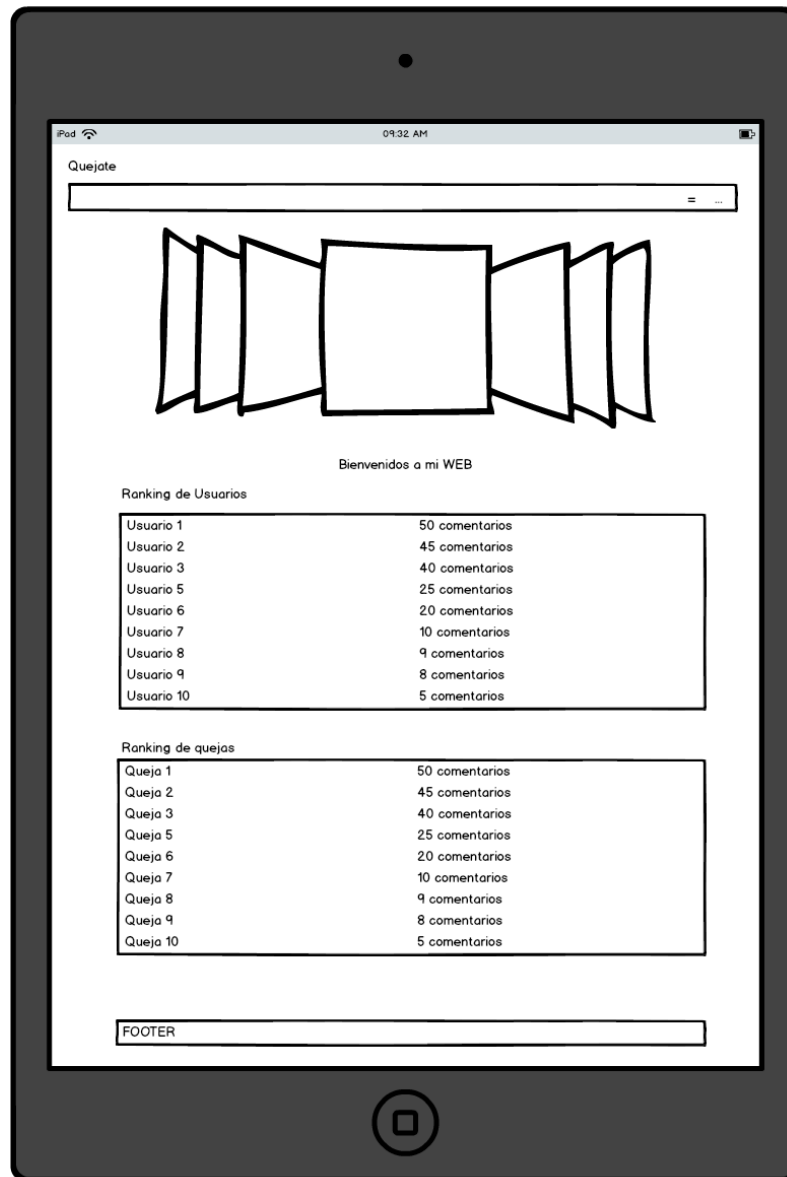 iPad 09:32 AM
Quejate
= ...
Bienvenidos a mi WEB
Ranking de Usuarios
Usuario 1 50 comentarios
Usuario 2 45 comentarios
Usuario 3 40 comentarios
Usuario 5 25 comentarios
Usuario 6 20 comentarios
Usuario 7 10 comentarios
Usuario 8 9 comentarios
Usuario 9 8 comentarios
Usuario 10 5 comentarios
Ranking de quejas
Queja 1 50 comentarios
Queja 2 45 comentarios
Queja 3 40 comentarios
Queja 5 25 comentarios
Queja 6 20 comentarios
Queja 7 10 comentarios
Queja 8 9 comentarios
Queja 9 8 comentarios
Queja 10 5 comentarios
FOOTER